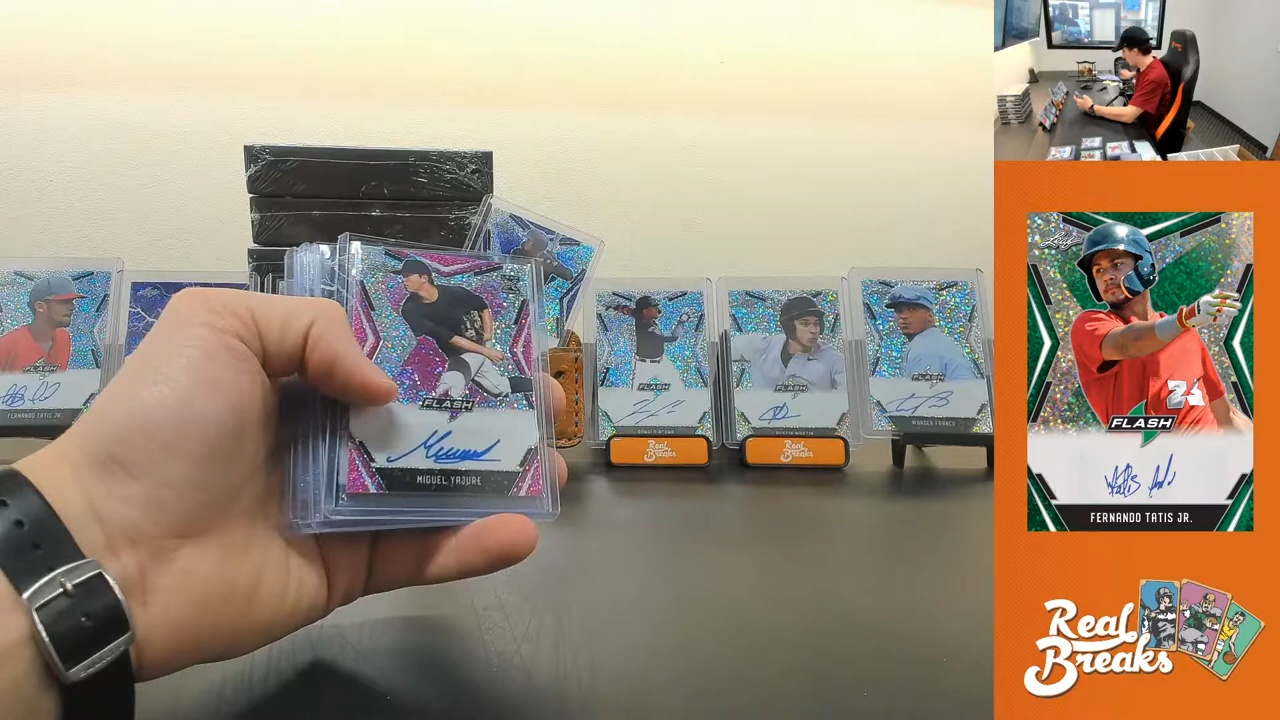 FLASH
MIGUEL YAJURE
FERNANDO TATIS JR.
FLASH
Real
Breaks
FLASH
Real
Breaks
FLASH
WANDER FRANCO
Leaf
FLASH
FERNANDO TATIS JR.
Real
Breaks